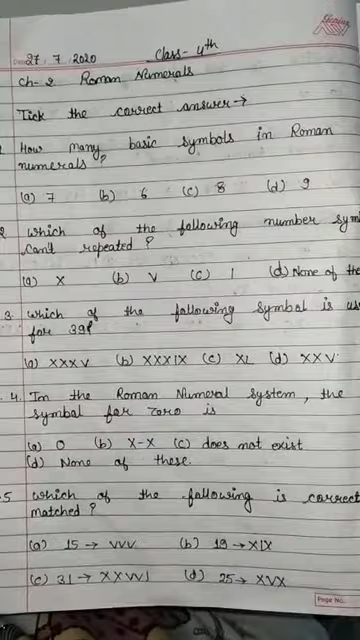 27.7.2020 Class- 4th
Ch- 2 Roman Numerals
Tick the correct answer→
How many basic symbols in Roman
numerals?
(a) 7 (b) 6 (c) 8 (d) 9
2 which of the following number sym
can't repeated ?
(a) X (b) V (c) I (d) None of the
3. which of the following symbol is us
for 39?
(a) XXXV (b) XXXIX (c) XL (d) XXV
4. In the Roman Numeral System, the
symbol for zero is
(a) 0 (b) X-X (c) does not exist
(d) None of these.
5 which of the following is correct
matched ?
(a) 15 → VVV (b) 19 → XIX
(c) 31 → XXVVI (d) 25 → XVX
Page No.